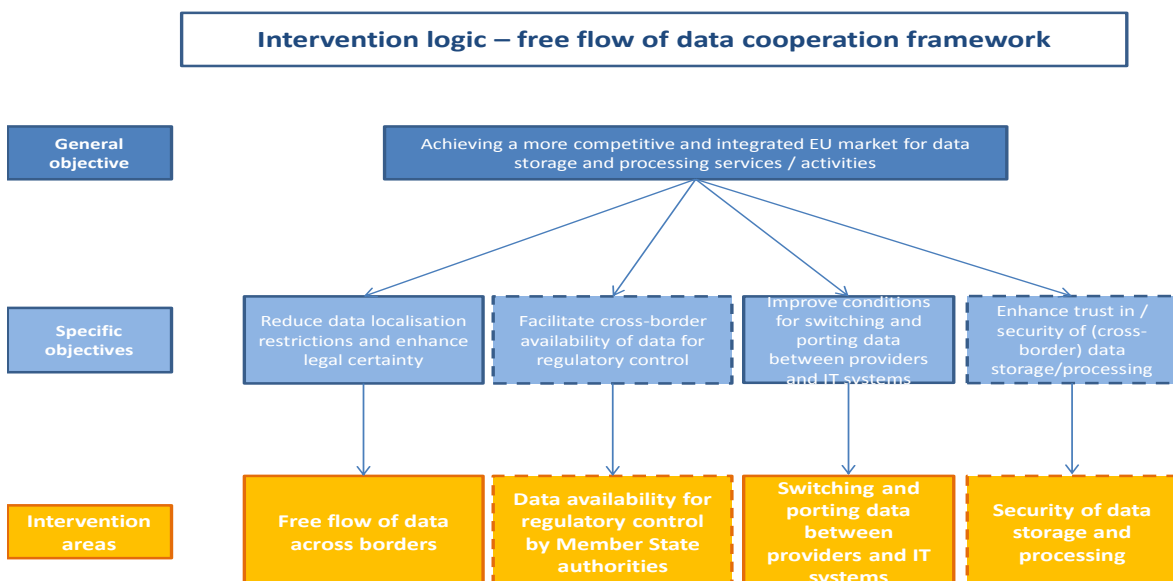 Intervention logic – free flow of data cooperation framework
General
objective
Achieving a more competitive and integrated EU market for data
storage and processing services / activities
Specific
objectives
Reduce data localisation
restrictions and enhance
legal certainty
Facilitate cross-border
availability of data for
regulatory control
Improve conditions
for switching and
porting data
between providers
and IT systems
Enhance trust in /
security of (cross-
border) data
storage/processing
Intervention
areas
Free flow of data
across borders
Data availability for
regulatory control
by Member State
authorities
Switching and
porting data
between
providers and IT
systems
Security of data
storage and
processing